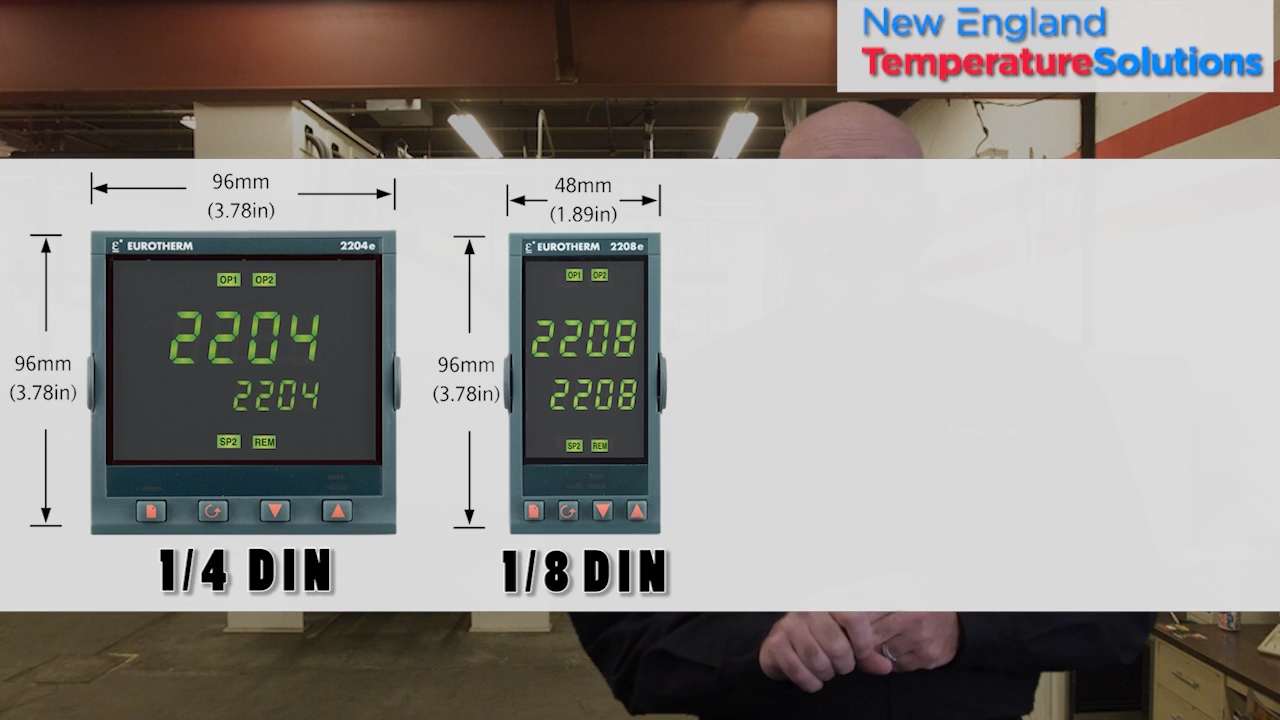 New England
TemperatureSolutions
96mm
(3.78in)
48mm
(1.89in)
EUROTHERM 2204e
EUROTHERM 2208e
OP1 OP2
OP1 OP2
2204
2208
96mm
(3.78in)
96mm
(3.78in)
2204
2208
SP2 REM
SP2 REM
1/4 DIN
1/8 DIN